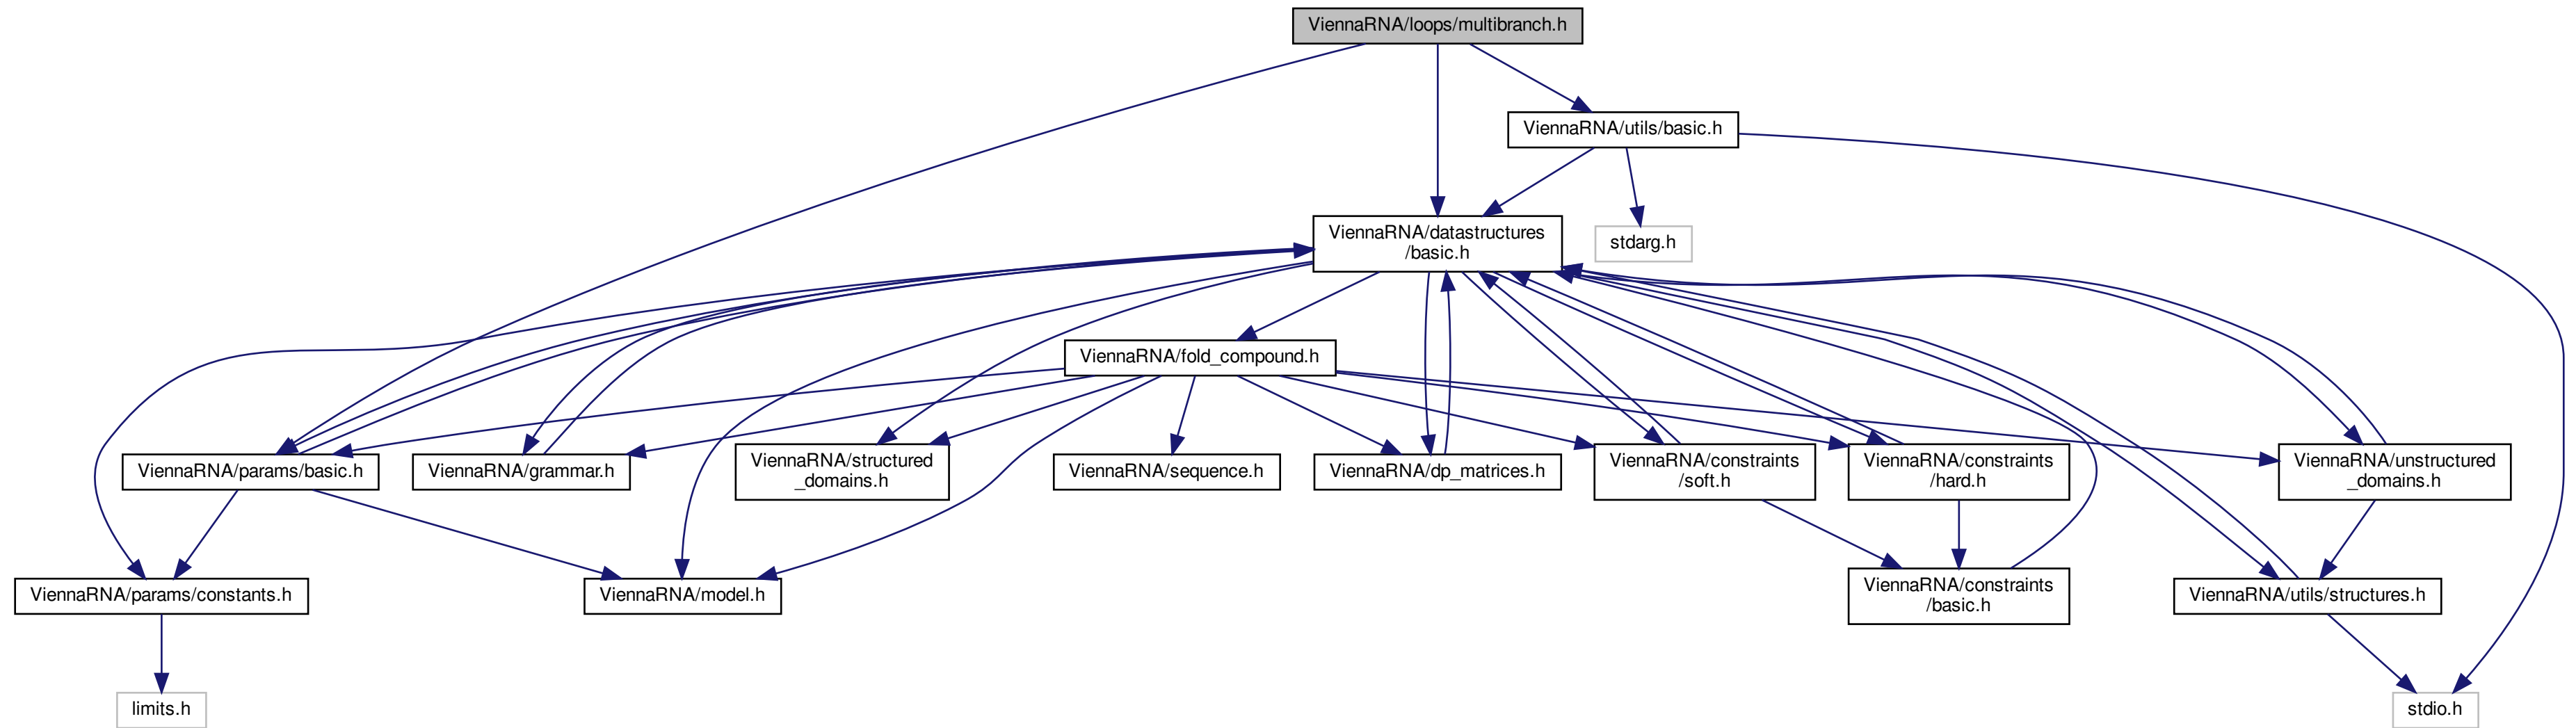 ViennaRNA/loops/multibranch.h
ViennaRNA/utils/basic.h
ViennaRNA/datastructures
/basic.h
stdarg.h
ViennaRNA/fold_compound.h
ViennaRNA/params/basic.h
ViennaRNA/grammar.h
ViennaRNA/structured
_domains.h
ViennaRNA/sequence.h
ViennaRNA/dp_matrices.h
ViennaRNA/constraints
/soft.h
ViennaRNA/constraints
/hard.h
ViennaRNA/unstructured
_domains.h
ViennaRNA/params/constants.h
ViennaRNA/model.h
ViennaRNA/constraints
/basic.h
ViennaRNA/utils/structures.h
limits.h
stdio.h